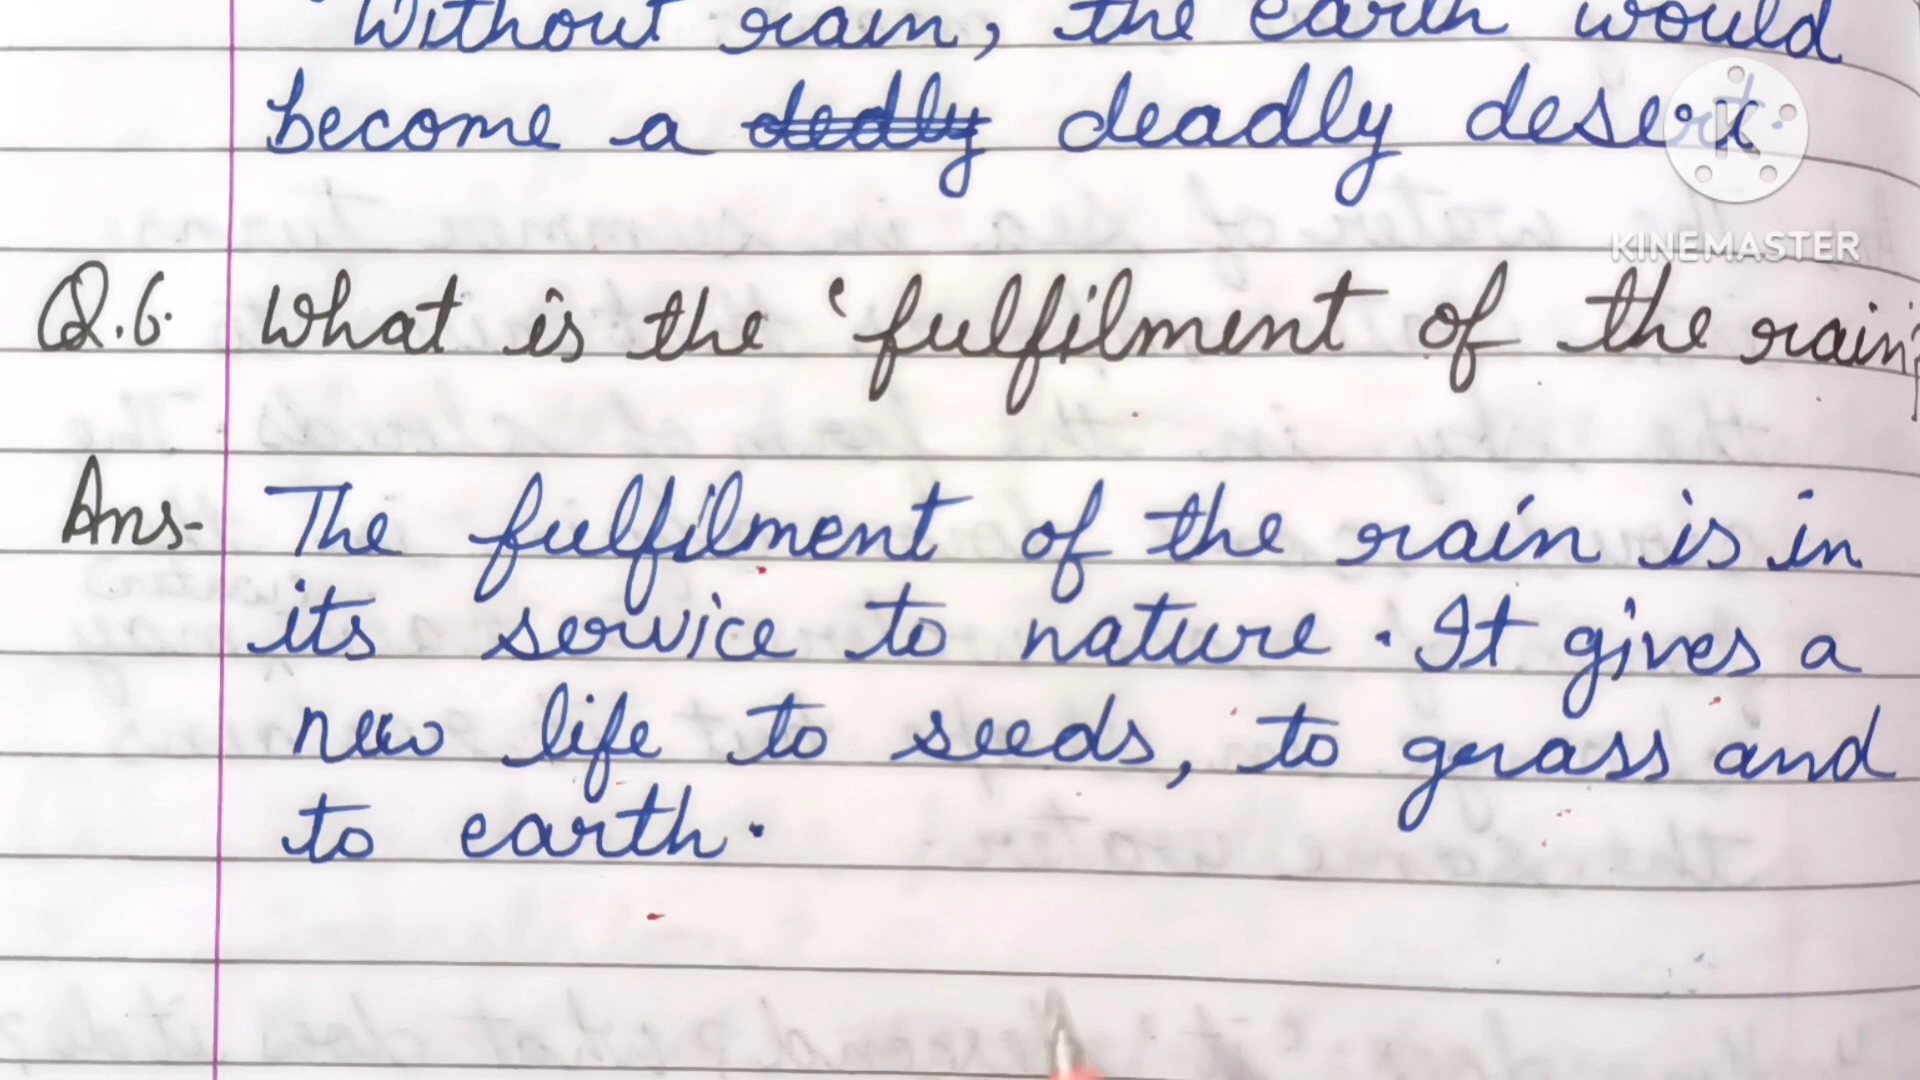 Without rain, the earth would
become a dedly deadly desert.
KINEMASTER
Q.6. What is the 'fulfilment of the rain'?
Ans- The fulfilment of the rain is in
its service to nature. It gives a
new life to seeds, to grass and
to earth.